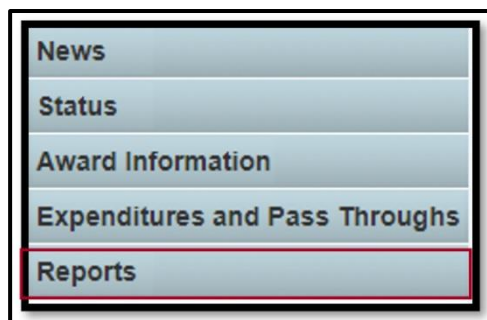 News
Status
Award Information
Expenditures and Pass Throughs
Reports